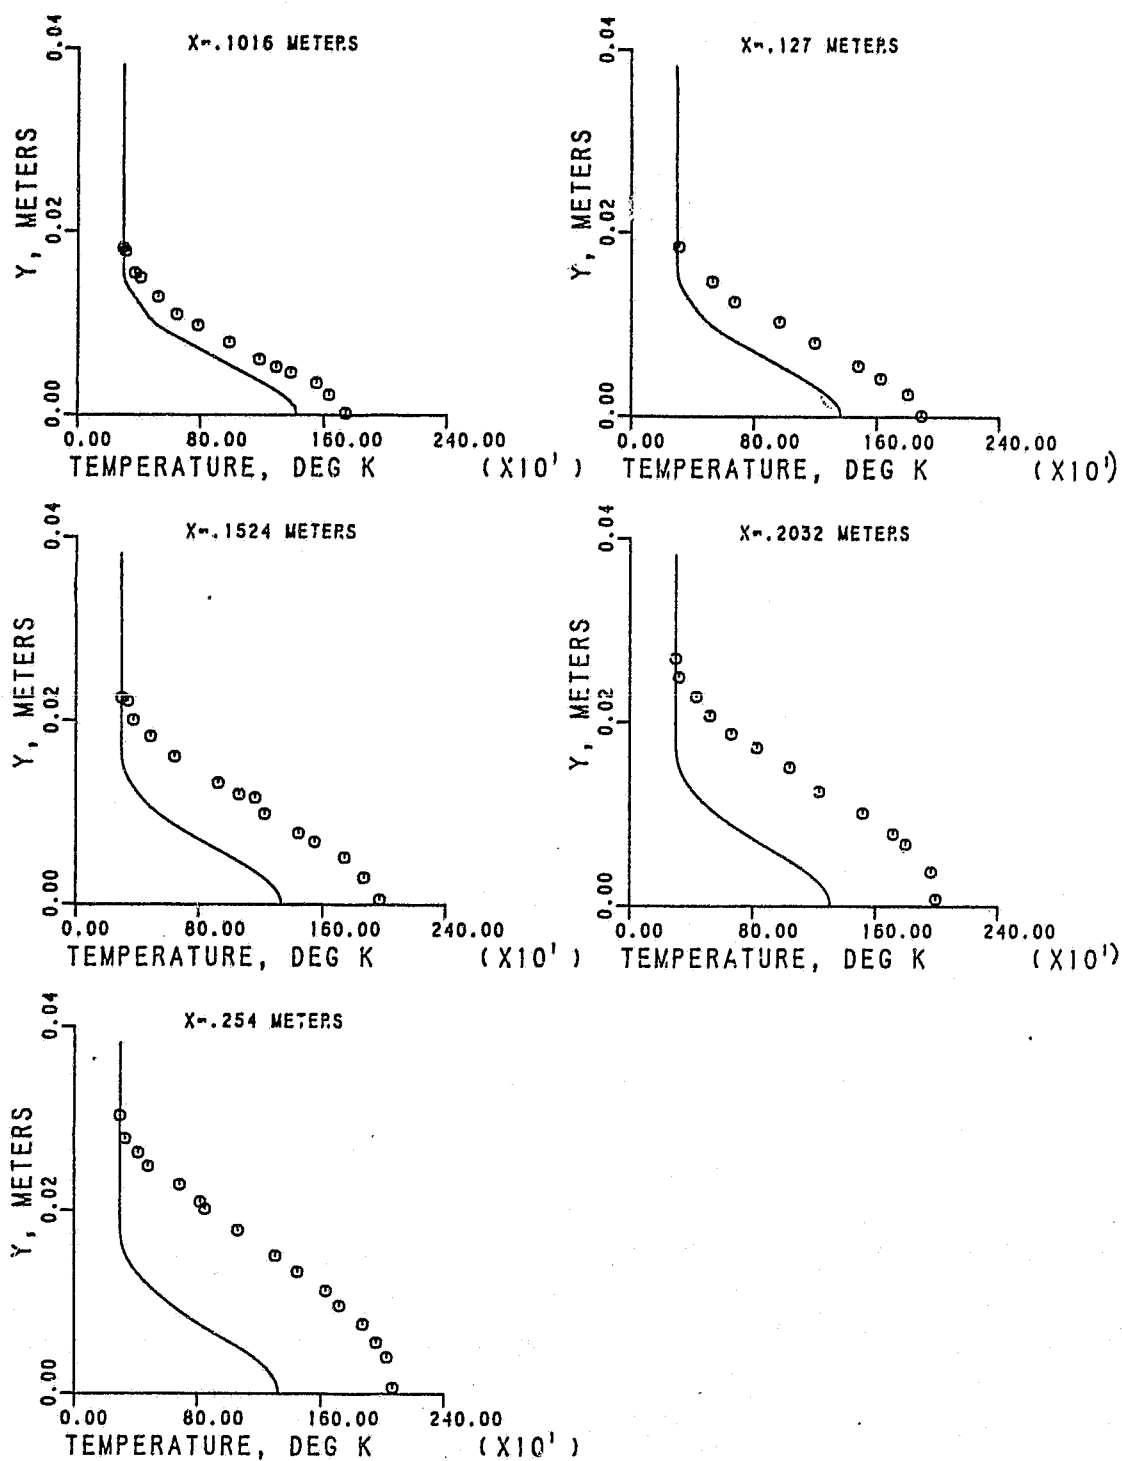 X=.1016 METERS
0.04
0.02
0.00
Y, METERS
0.00 80.00 160.00 240.00
TEMPERATURE, DEG K (X10¹)
X=.127 METERS
0.04
0.02
0.00
Y, METERS
0.00 80.00 160.00 240.00
TEMPERATURE, DEG K (X10¹)
X=.1524 METERS
0.04
0.02
0.00
Y, METERS
0.00 80.00 160.00 240.00
TEMPERATURE, DEG K (X10¹)
X=.2032 METERS
0.04
0.02
0.00
Y, METERS
0.00 80.00 160.00 240.00
TEMPERATURE, DEG K (X10¹)
X=.254 METERS
0.04
0.02
0.00
Y, METERS
0.00 80.00 160.00 240.00
TEMPERATURE, DEG K (X10¹)